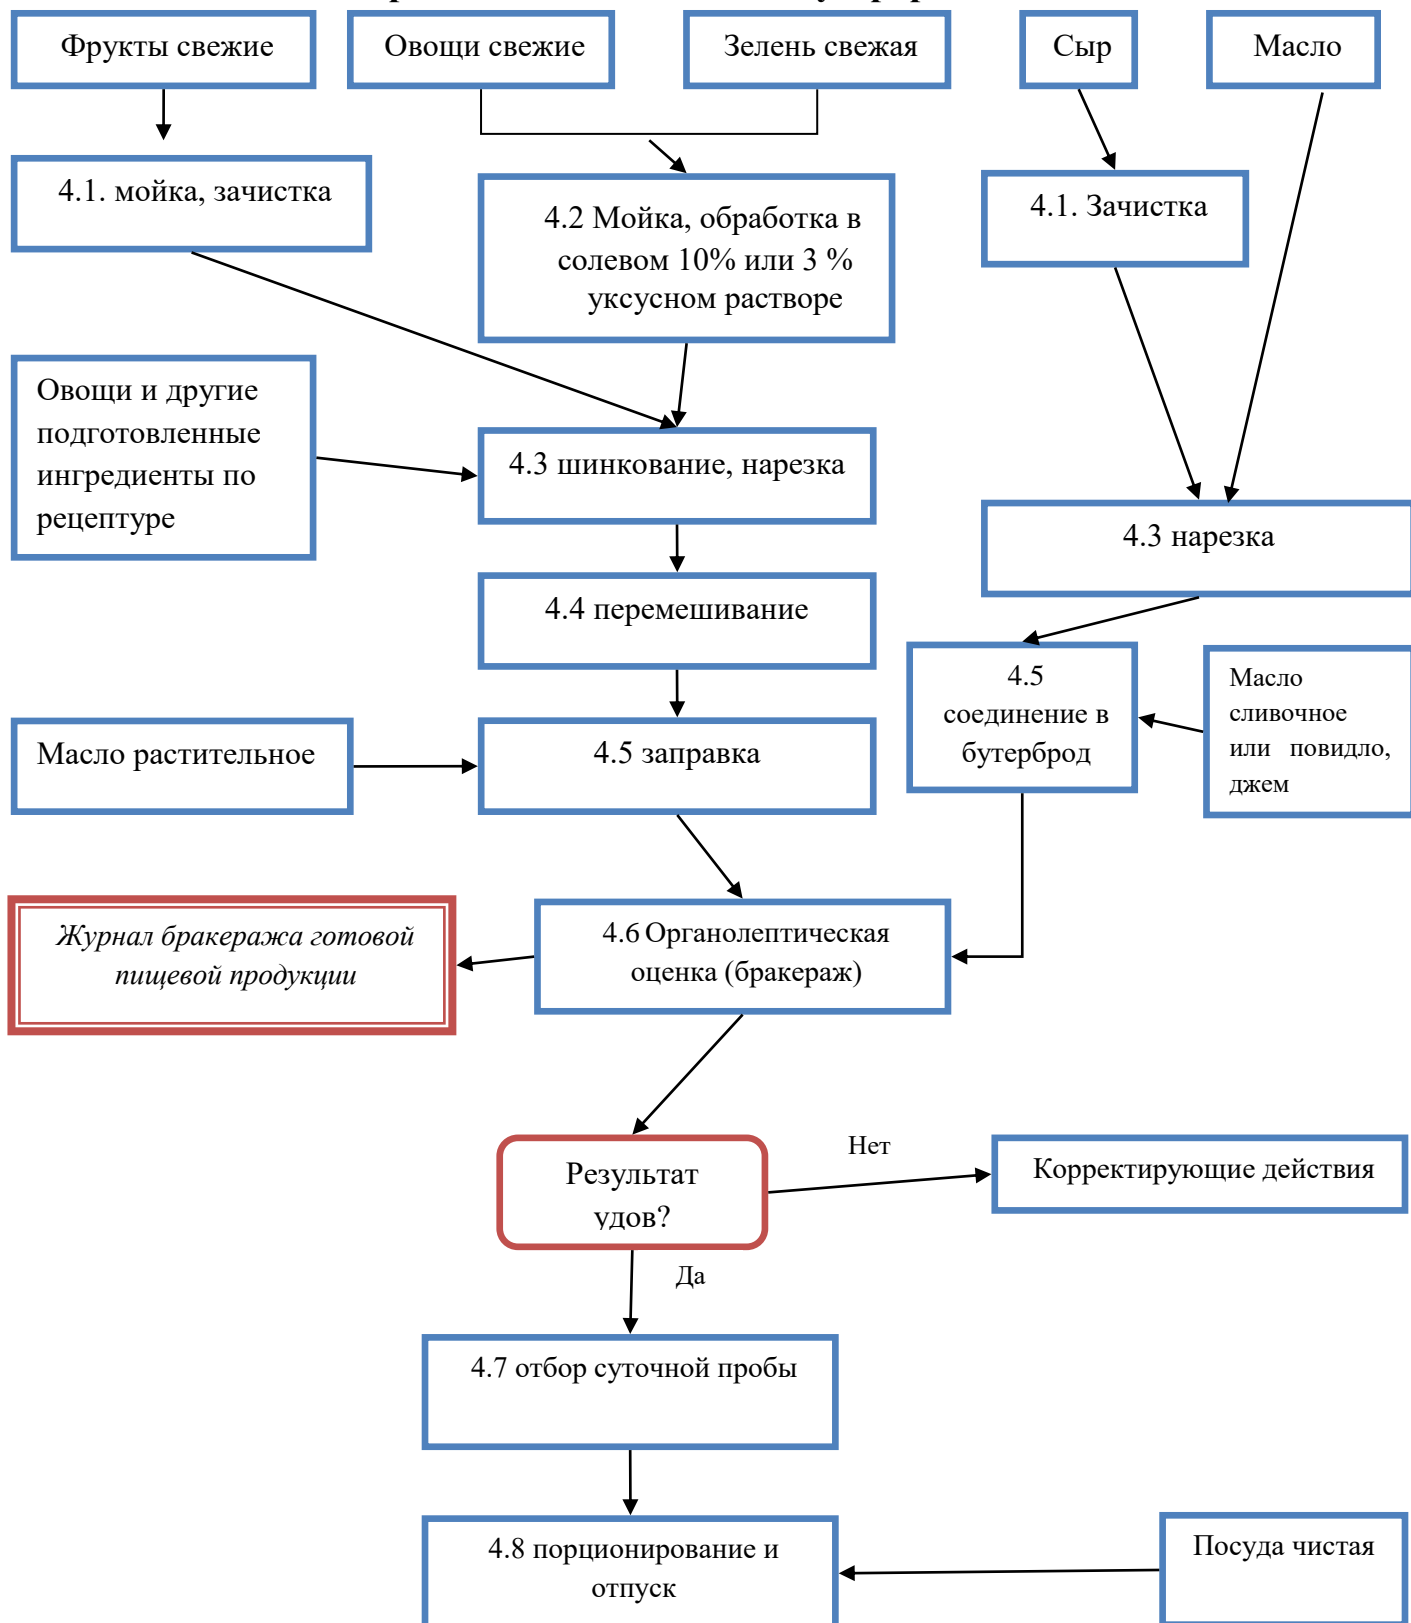 Фрукты свежие
Овощи свежие
Зелень свежая
Сыр
Масло
4.1. мойка, зачистка
4.2 Мойка, обработка в
солевом 10% или 3 %
уксусном растворе
4.1. Зачистка
Овощи и другие
подготовленные
ингредиенты по
рецептуре
4.3 шинкование, нарезка
4.3 нарезка
4.4 перемешивание
4.5
соединение в
бутерброд
Масло
сливочное
или повидло,
джем
Масло растительное
4.5 заправка
Журнал бракеража готовой
пищевой продукции
4.6 Органолептическая
оценка (бракераж)
Результат
удов?
Нет
Корректирующие действия
Да
4.7 отбор суточной пробы
4.8 порционирование и
отпуск
Посуда чистая